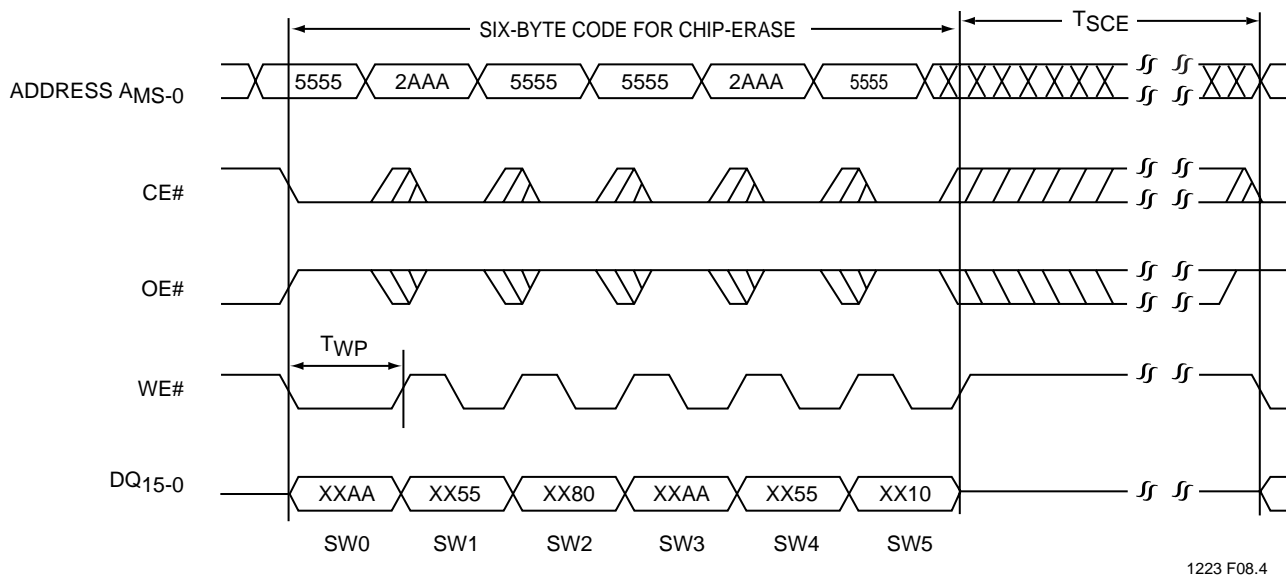 SIX-BYTE CODE FOR CHIP-ERASE
TSCE
ADDRESS AMS-0
5555 2AAA 5555 5555 2AAA 5555
CE#
OE#
TWP
WE#
DQ15-0
XXAA XX55 XX80 XXAA XX55 XX10
SW0 SW1 SW2 SW3 SW4 SW5
1223 F08.4